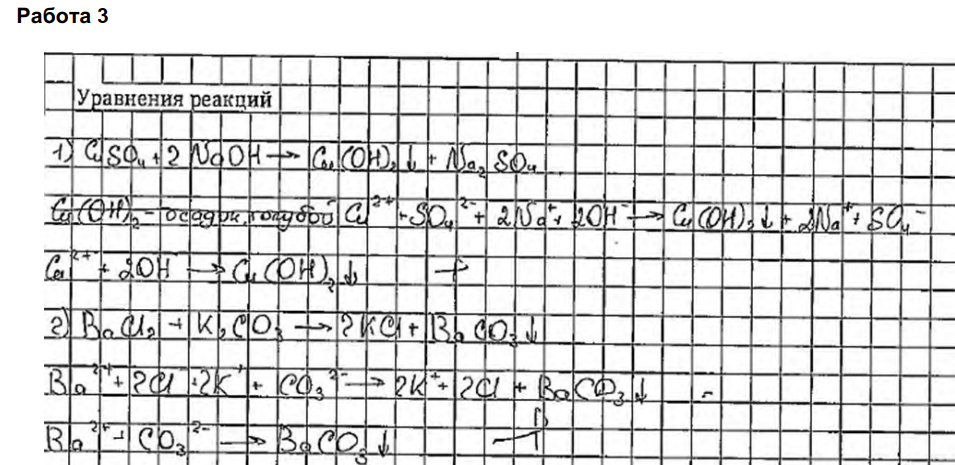 Работа 3
Уравнения реакций
1) CuSO₄ + 2 NaOH → Cu(OH)₂↓ + Na₂SO₄
Cu(OH)₂ - осадок, голубой Cu²⁺ + SO₄²⁻ + 2Na⁺ + 2OH⁻ → Cu(OH)₂↓ + 2Na⁺ + SO₄⁻
Cu²⁺ + 2OH → Cu(OH)₂↓ +
2) BaCl₂ + K₂CO₃ → 2KCl + BaCO₃↓
Ba²⁺ + 2Cl + 2K⁺ + CO₃²⁻ → 2K⁺ + 2Cl + BaCO₃↓ -
Ba²⁺ + CO₃²⁻ → BaCO₃↓